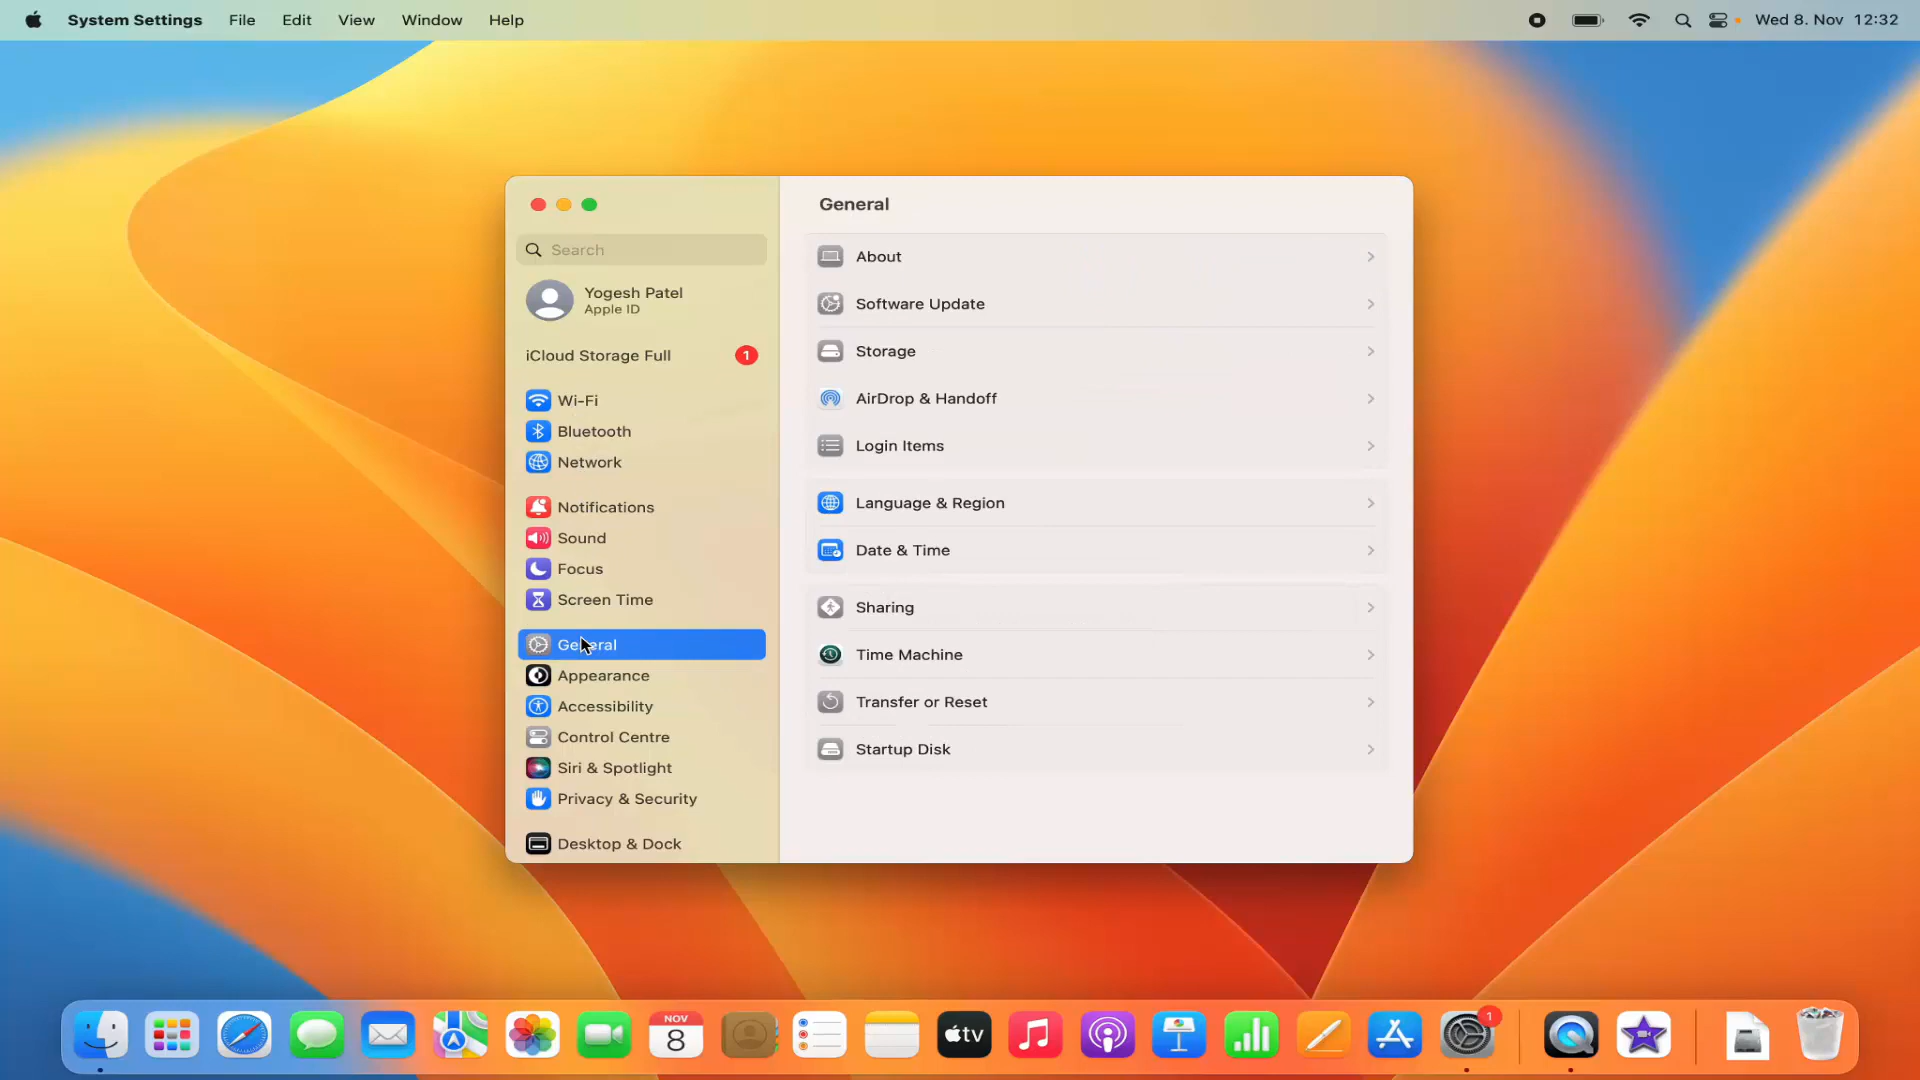 System Settings File Edit View Window Help Wed 8. Nov 12:32
General
Search
Yogesh Patel
Apple ID
iCloud Storage Full 1
Wi-Fi
Bluetooth
Network
Notifications
Sound
Focus
Screen Time
General
Appearance
Accessibility
Control Centre
Siri & Spotlight
Privacy & Security
Desktop & Dock
About
Software Update
Storage
AirDrop & Handoff
Login Items
Language & Region
Date & Time
Sharing
Time Machine
Transfer or Reset
Startup Disk
NOV
8
tv
1